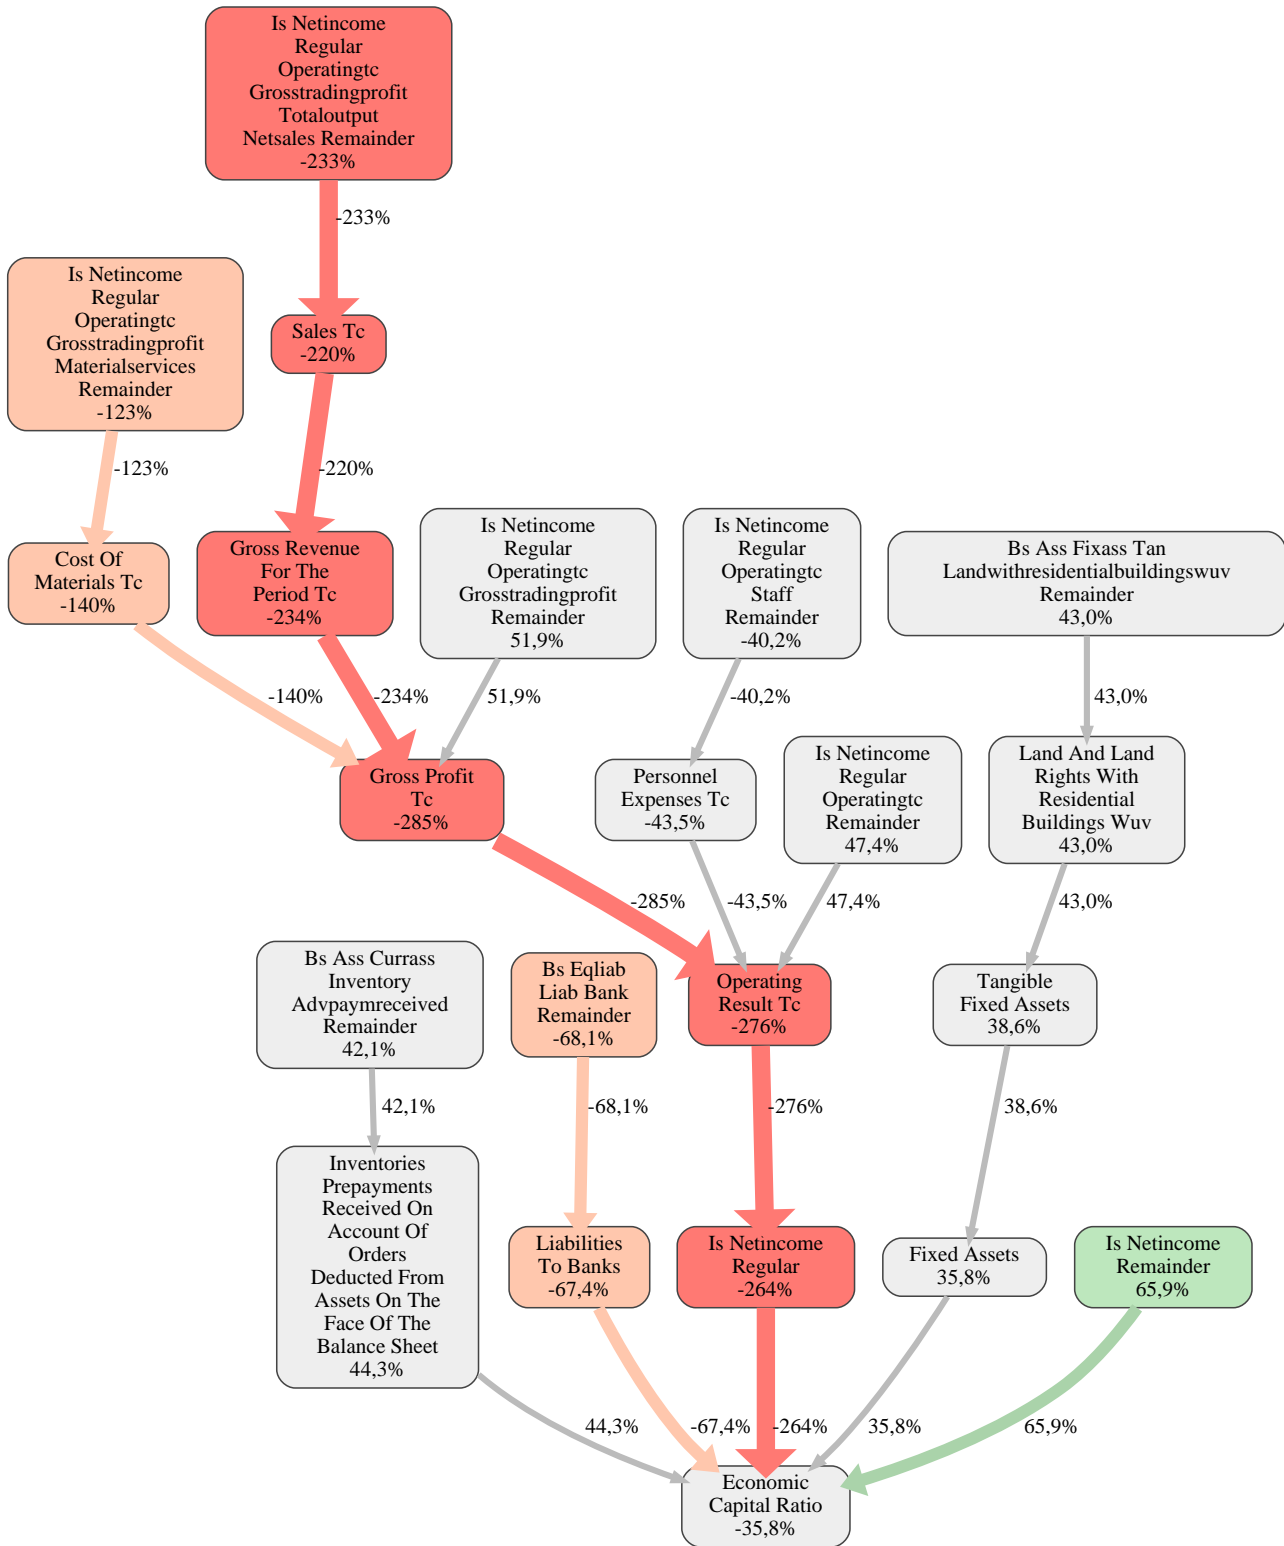 Is Netincome
Regular
Operatingtc
Grosstradingprofit
Totaloutput
Netsales Remainder
-233%
-233%
Is Netincome
Regular
Operatingtc
Grosstradingprofit
Materialservices
Remainder
-123%
Sales Tc
-220%
-123%
-220%
Cost Of
Materials Tc
-140%
Gross Revenue
For The
Period Tc
-234%
Is Netincome
Regular
Operatingtc
Grosstradingprofit
Remainder
51,9%
Is Netincome
Regular
Operatingtc
Staff
Remainder
-40,2%
Bs Ass Fixass Tan
Landwithresidentialbuildingswuv
Remainder
43,0%
-140%
-234%
51,9%
-40,2%
43,0%
Gross Profit
Tc
-285%
Personnel
Expenses Tc
-43,5%
Is Netincome
Regular
Operatingtc
Remainder
47,4%
Land And Land
Rights With
Residential
Buildings Wuv
43,0%
-285%
-43,5%
47,4%
43,0%
Bs Ass Currass
Inventory
Advpaymreceived
Remainder
42,1%
Bs Eqliab
Liab Bank
Remainder
-68,1%
Operating
Result Tc
-276%
Tangible
Fixed Assets
38,6%
42,1%
-68,1%
-276%
38,6%
Inventories
Prepayments
Received On
Account Of
Orders
Deducted From
Assets On The
Face Of The
Balance Sheet
44,3%
Liabilities
To Banks
-67,4%
Is Netincome
Regular
-264%
Fixed Assets
35,8%
Is Netincome
Remainder
65,9%
44,3%
-67,4%
-264%
35,8%
65,9%
Economic
Capital Ratio
-35,8%